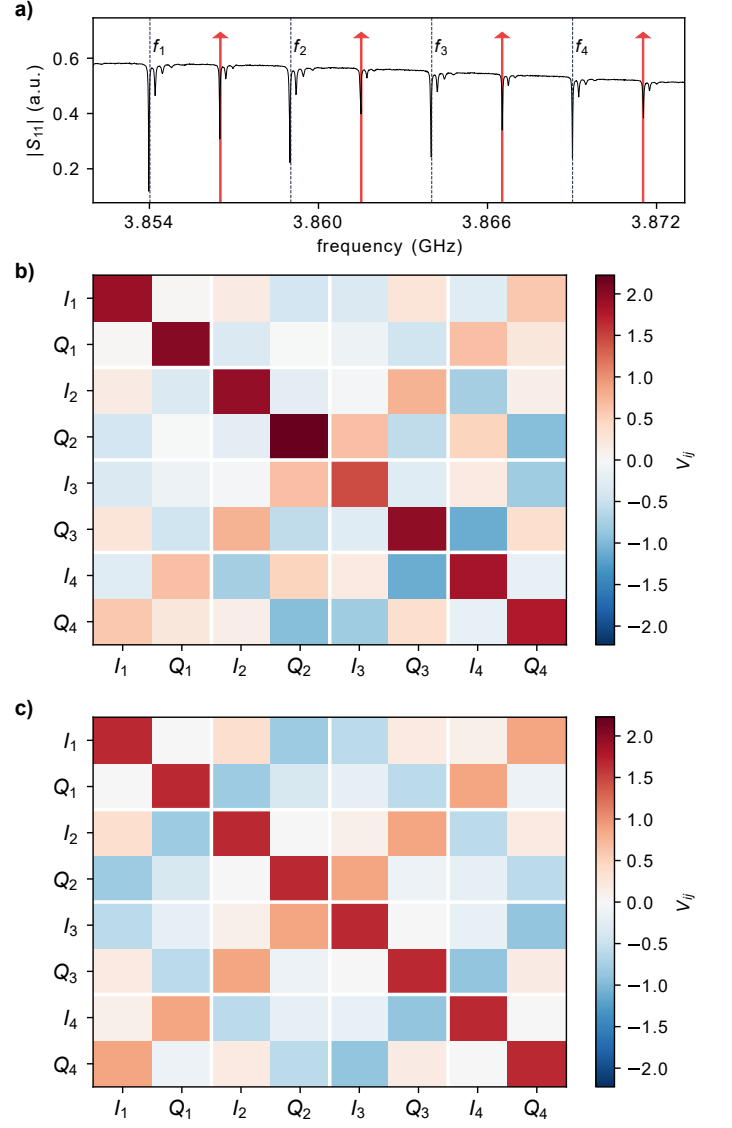 a)
f1 f2 f3 f4
0.6
0.4
0.2
|S11| (a.u.)
3.854 3.860 3.866 3.872
frequency (GHz)
b)
I1
Q1
I2
Q2
I3
Q3
I4
Q4
I1 Q1 I2 Q2 I3 Q3 I4 Q4
2.0
1.5
1.0
0.5
0.0
−0.5
−1.0
−1.5
−2.0
Vij
c)
I1
Q1
I2
Q2
I3
Q3
I4
Q4
I1 Q1 I2 Q2 I3 Q3 I4 Q4
2.0
1.5
1.0
0.5
0.0
−0.5
−1.0
−1.5
−2.0
Vij